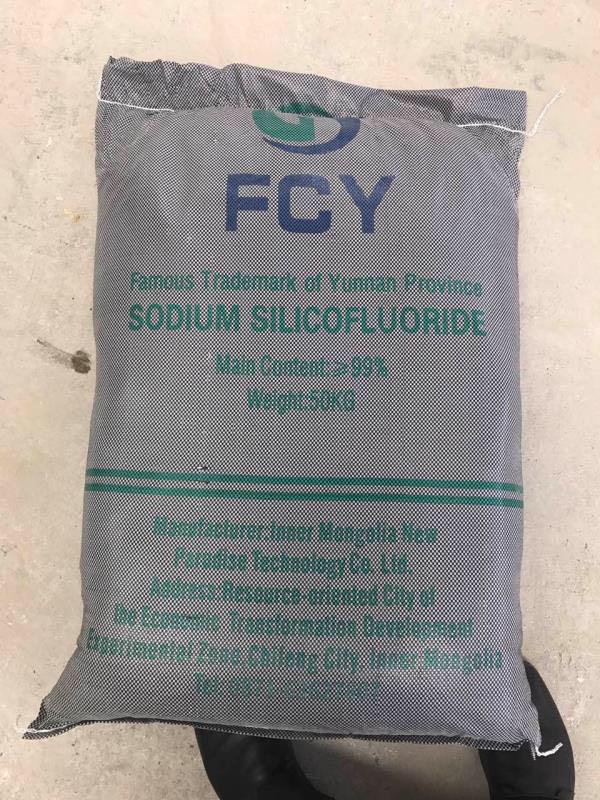 FCY
Famous Trademark of Yunnan Province
SODIUM SILICOFLUORIDE
Main Content:≥99%
Weight:50KG
Manufacturer:Inner Mongolia New
Paradise Technology Co. Ltd.
Address:Resource-oriented City of
the Economic Transformation Development
Experimental Zone,Chifeng City, Inner Mongolia
Tel: